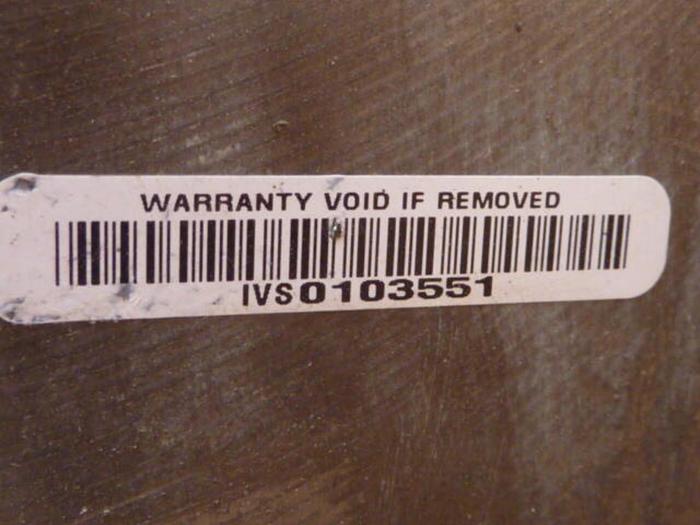 WARRANTY VOID IF REMOVED
IVS0103551